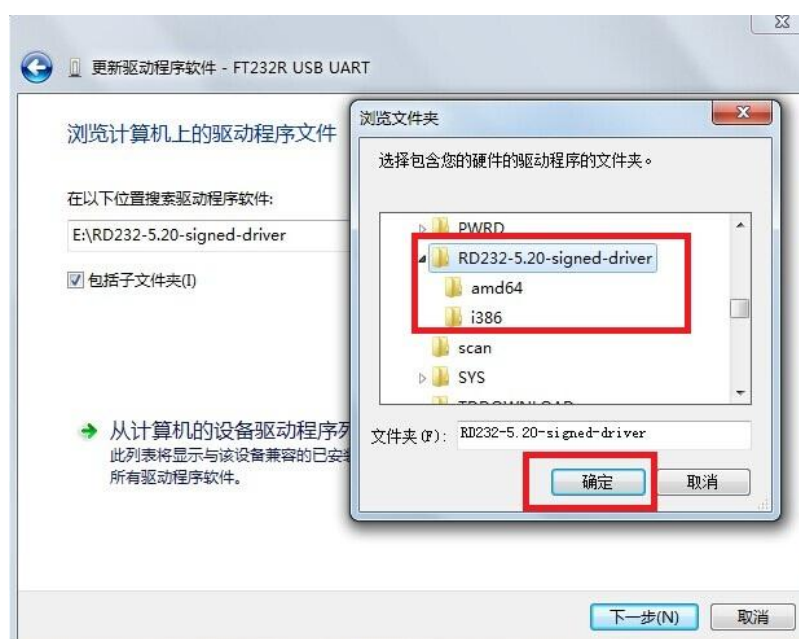 更新驱动程序软件 - FT232R USB UART
浏览计算机上的驱动程序文件
在以下位置搜索驱动程序软件:
E:\RD232-5.20-signed-driver
包括子文件夹(I)
从计算机的设备驱动程序列
此列表将显示与该设备兼容的已安装
所有驱动程序软件。
浏览文件夹
选择包含您的硬件的驱动程序的文件夹。
PWRD
RD232-5.20-signed-driver
amd64
i386
scan
SYS
文件夹(F):
RD232-5.20-signed-driver
确定
取消
下一步(N)
取消